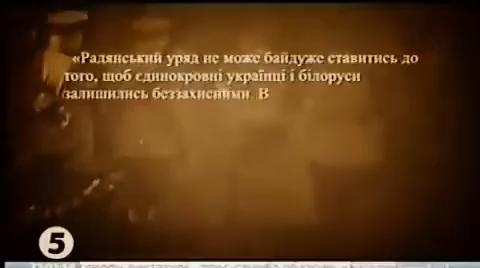 «Радянський уряд не може байдуже ставитись до
того, щоб єдинокровні українці і білоруси
залишились беззахисними. В
5